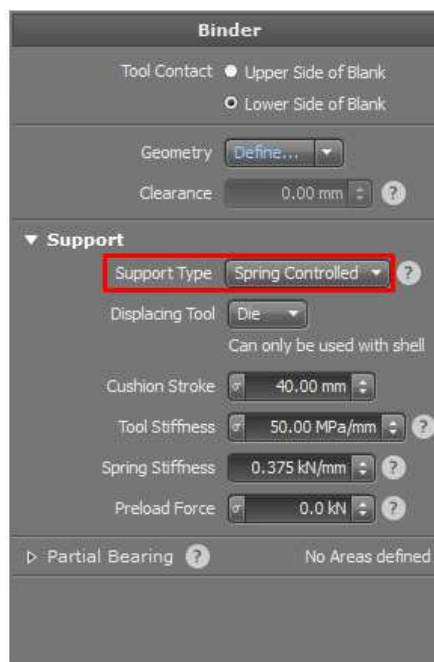 Binder
Tool Contact Upper Side of Blank
Lower Side of Blank
Geometry Define...
Clearance 0.00 mm ?
Support
Support Type Spring Controlled ?
Displacing Tool Die
Can only be used with shell
Cushion Stroke σ 40.00 mm
Tool Stiffness σ 50.00 MPa/mm ?
Spring Stiffness 0.375 kN/mm ?
Preload Force σ 0.0 kN ?
Partial Bearing ? No Areas defined